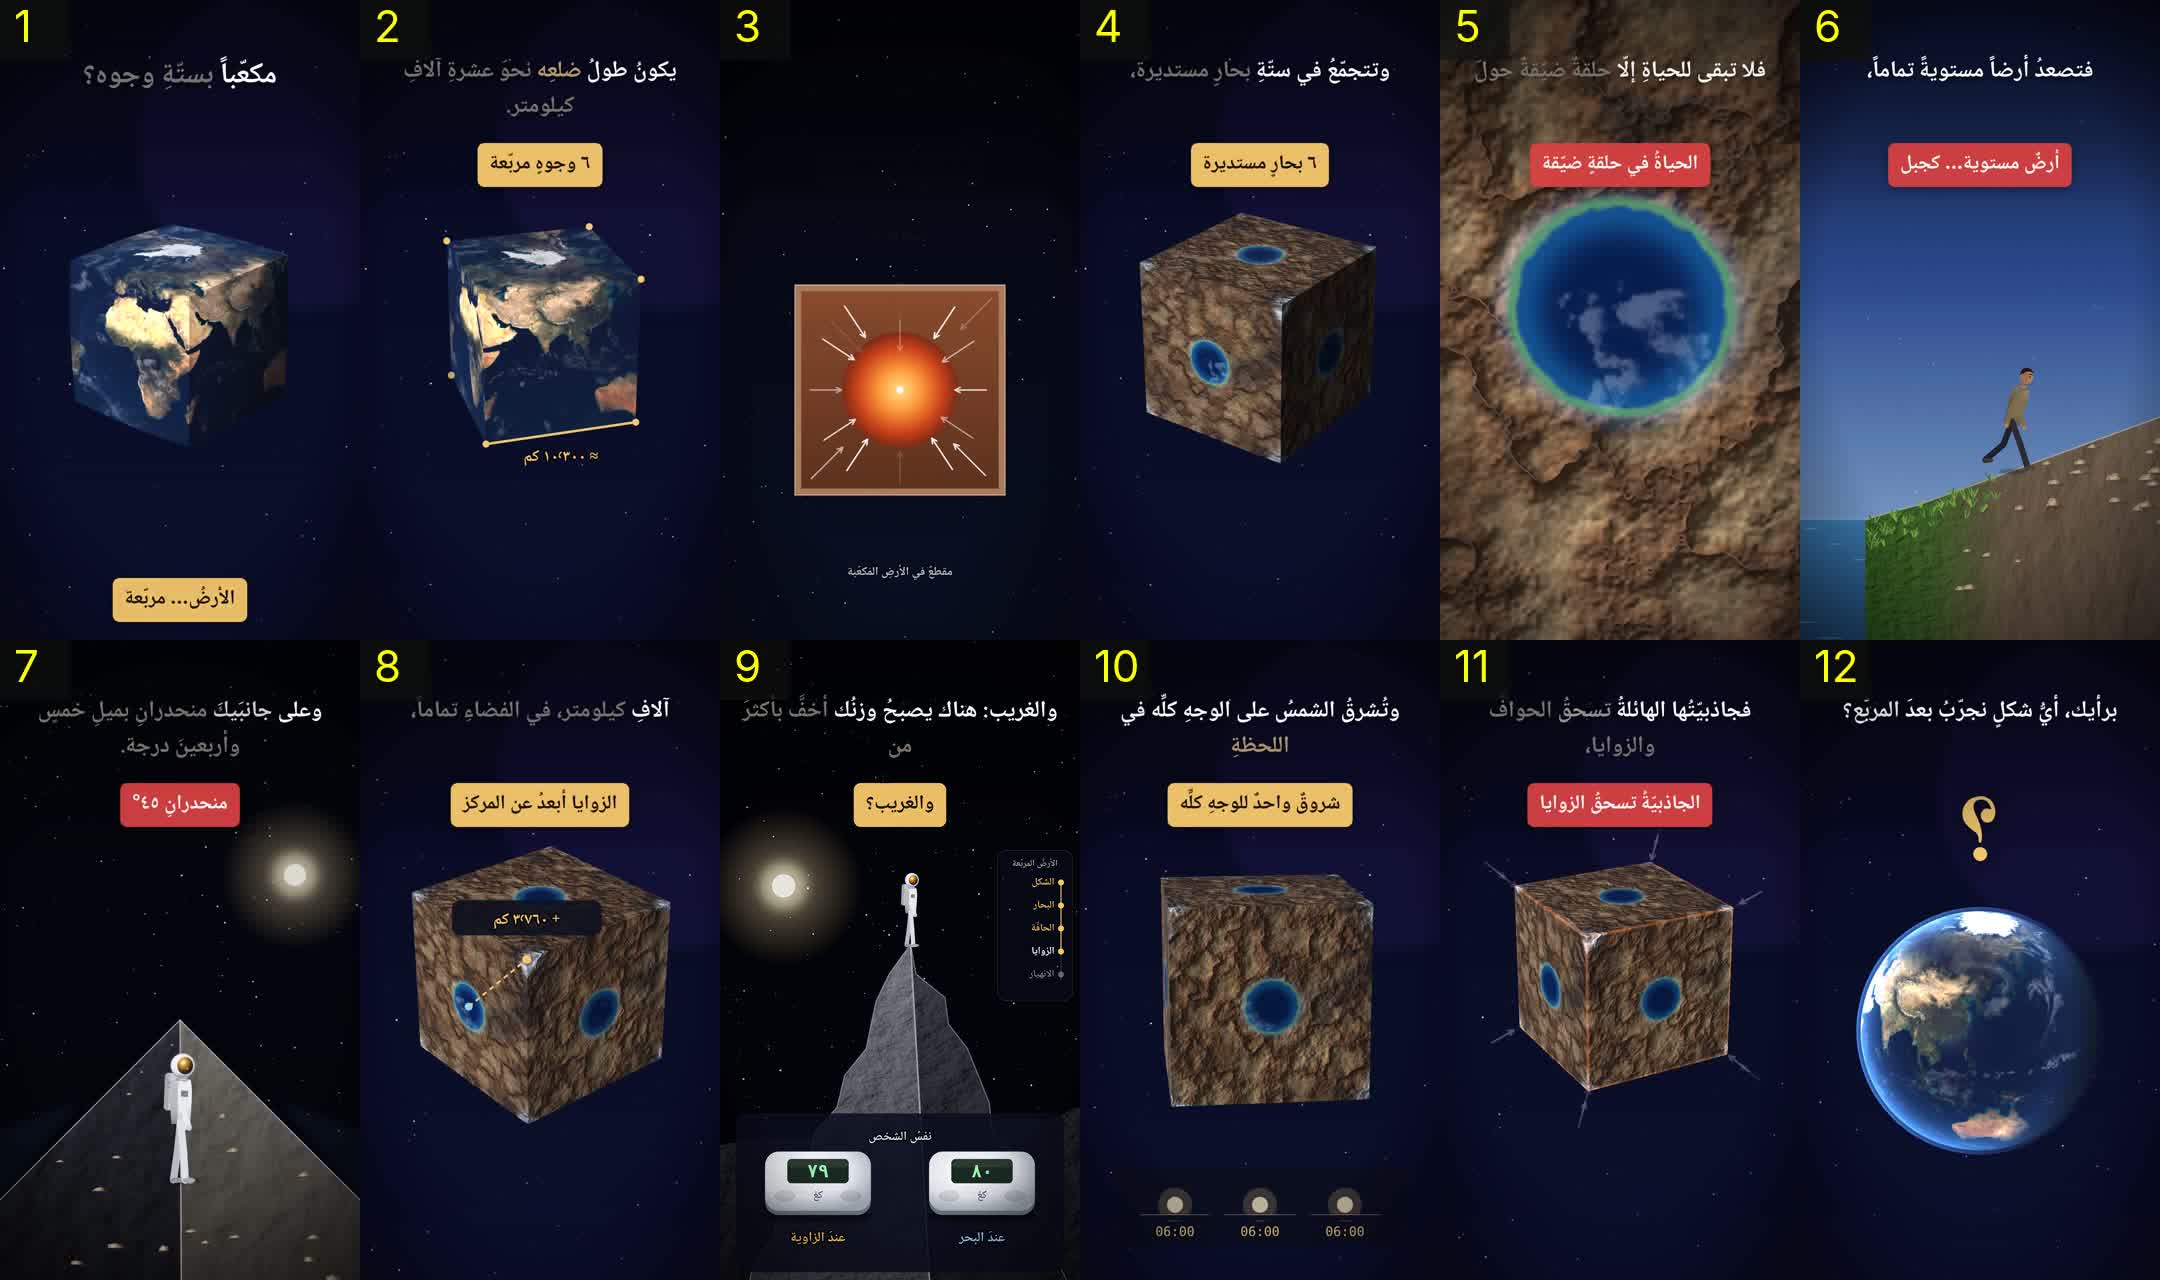 1
مكعّباً بستّةِ وجوه؟
الأرضُ... مربّعة
2
يكونُ طولُ ضلعِه نحوَ عشرةِ آلافِ
كيلومتر.
٦ وجوهٍ مربّعة
≈ ١٠٬٣٠٠ كم
3
مقطعٌ في الأرضِ المكعّبة
4
وتتجمّعُ في ستّةِ بحارٍ مستديرة،
٦ بحارٍ مستديرة
5
فلا تبقى للحياةِ إلّا حلقةٌ ضيّقةٌ حولَ
الحياةُ في حلقةٍ ضيّقة
6
فتصعدُ أرضاً مستويةً تماماً،
أرضٌ مستوية... كجبل
7
وعلى جانبَيكَ منحدرانِ بميلِ خمسٍ
وأربعينَ درجة.
منحدرانِ ٤٥°
8
آلافِ كيلومتر، في الفضاءِ تماماً،
الزوايا أبعدُ عن المركز
+ ٣٬٧٦٠ كم
9
والغريب: هناك يصبحُ وزنُك أخفَّ بأكثرَ
من
والغريب؟
الأرضُ المربّعة
الشكل
البحار
الحافّة
الزوايا
الانهيار
نفسُ الشخص
٨٠
كغ
عندَ البحر
٧٩
كغ
عندَ الزاوية
10
وتُشرقُ الشمسُ على الوجهِ كلِّه في
اللحظةِ
شروقٌ واحدٌ للوجهِ كلِّه
06:00
06:00
06:00
11
فجاذبيّتُها الهائلةُ تسحقُ الحوافَّ
والزوايا،
الجاذبيّةُ تسحقُ الزوايا
12
برأيك، أيُّ شكلٍ نجرّبُ بعدَ المربّع؟
؟